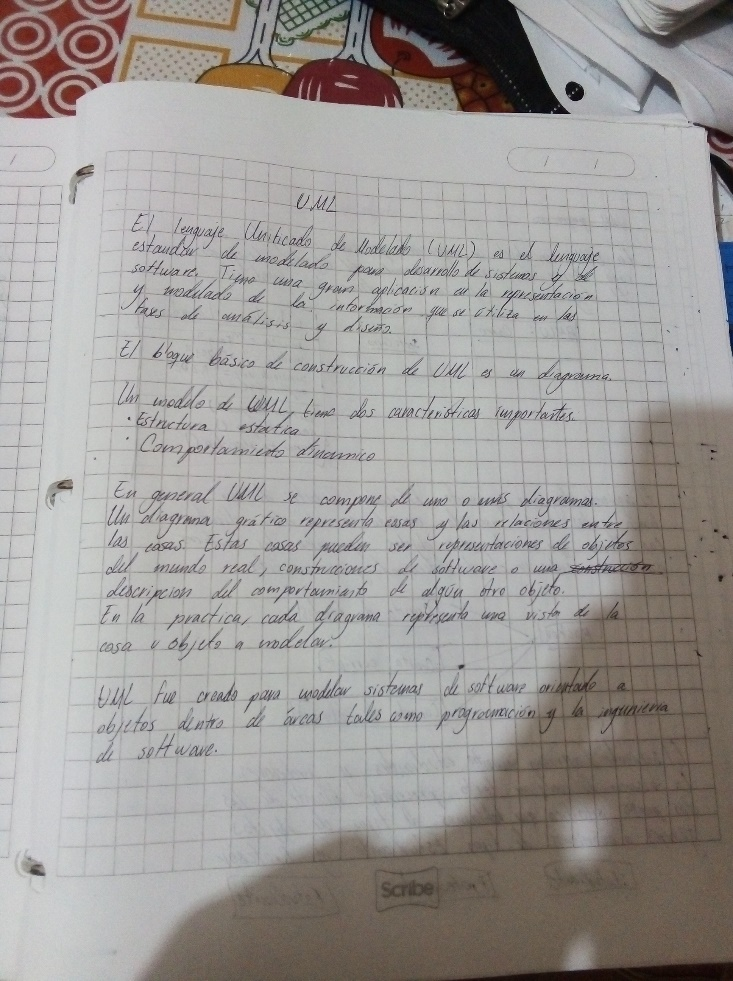 UML
El lenguaje Unificado de Modelado (UML) es el lenguaje
estandar de modelado para desarrollo de sistemas y de
software. Tiene una gran aplicación en la representación
y modelado de la información que se utiliza en las
fases de análisis y diseño.
El bloque básico de construcción de UML es un diagrama.
Un modelo de UML tiene dos caracteristicas importantes.
· Estructura estatica
· Comportamiento dinamico
En general UML se compone de uno o más diagramas.
Un diagrama gráfico representa cosas y las relaciones entre
las cosas. Estas cosas pueden ser representaciones de objetos
del mundo real, construcciones de software o una construcción
descripcion del comportamiento de algún otro objeto.
En la practica, cada diagrama representa una vista de la
cosa u objeto a modelar.
UML fue creado para modelar sistemas de software orientado a
objetos dentro de áreas tales como programación y la ingenieria
de software.
Scribe